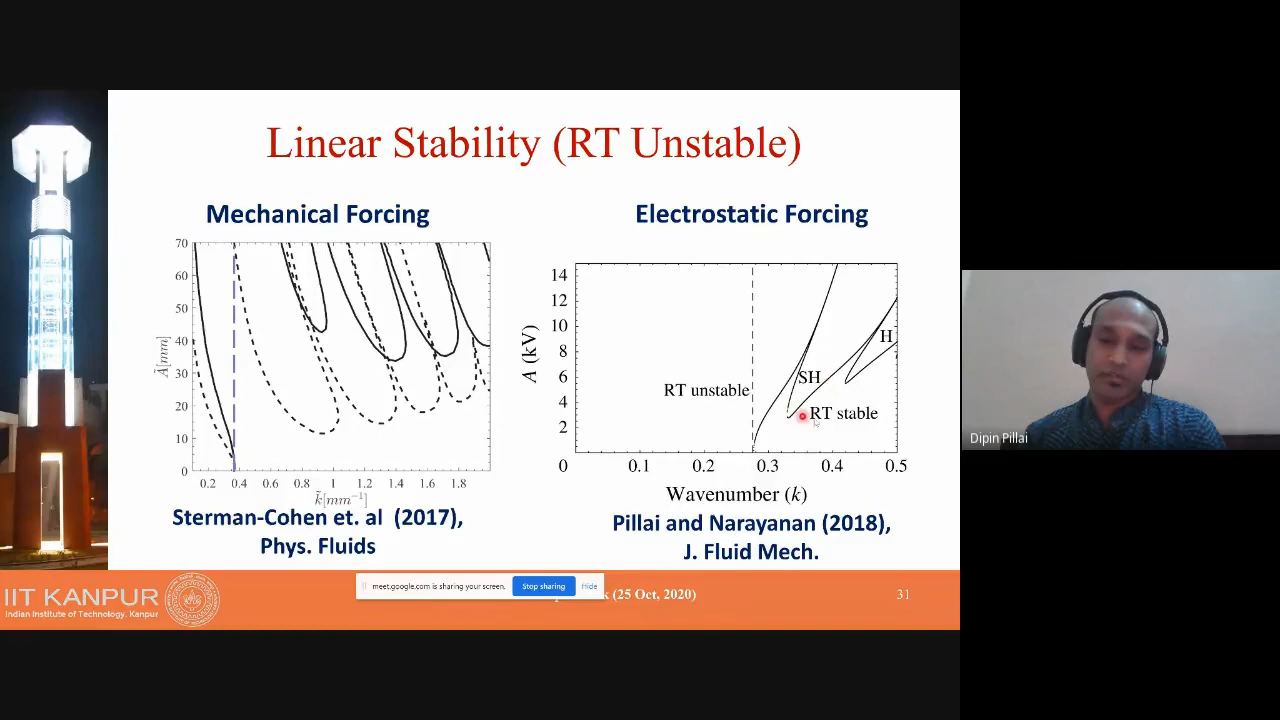 Linear Stability (RT Unstable)
Mechanical Forcing
70
60
50
40
30
20
10
0
Ã[mm]
0.2 0.4 0.6 0.8 1 1.2 1.4 1.6 1.8
k̃[mm⁻¹]
Sterman-Cohen et. al (2017),
Phys. Fluids
Electrostatic Forcing
14
12
10
8
6
4
2
0
A (kV)
RT unstable
SH
H
RT stable
0.1 0.2 0.3 0.4 0.5
Wavenumber (k)
Pillai and Narayanan (2018),
J. Fluid Mech.
Dipin Pillai
IIT KANPUR
Indian Institute of Technology, Kanpur
meet.google.com is sharing your screen.
Stop sharing
Hide
(25 Oct, 2020)
31